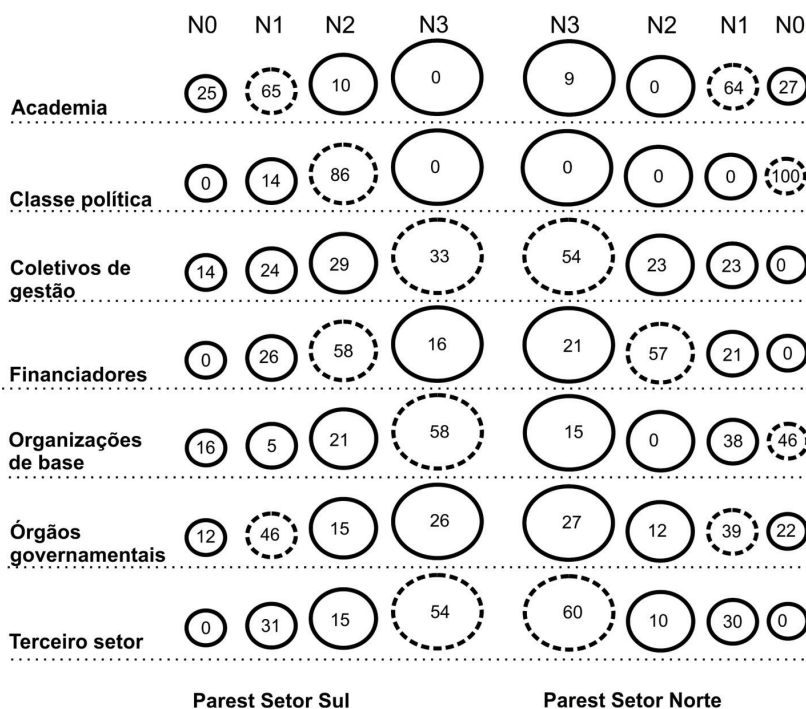 N0 N1 N2 N3 N3 N2 N1 N0
25 65 10 0 9 0 64 27
Academia
0 14 86 0 0 0 0 100
Classe política
Coletivos de
14 24 29 33 54 23 23 0
gestão
0 26 58 16 21 57 21 0
Financiadores
Organizações
16 5 21 58 15 0 38 46
de base
Órgãos
12 46 15 26 27 12 39 22
governamentais
0 31 15 54 60 10 30 0
Terceiro setor
Parest Setor Sul Parest Setor Norte